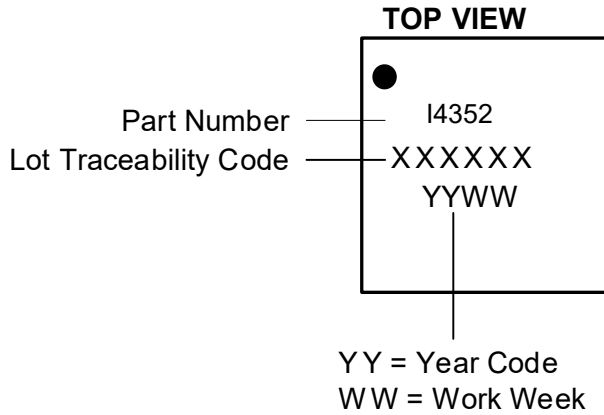 TOP VIEW
Part Number
I4352
Lot Traceability Code
XXXXXX
YYWW
YY = Year Code
WW = Work Week